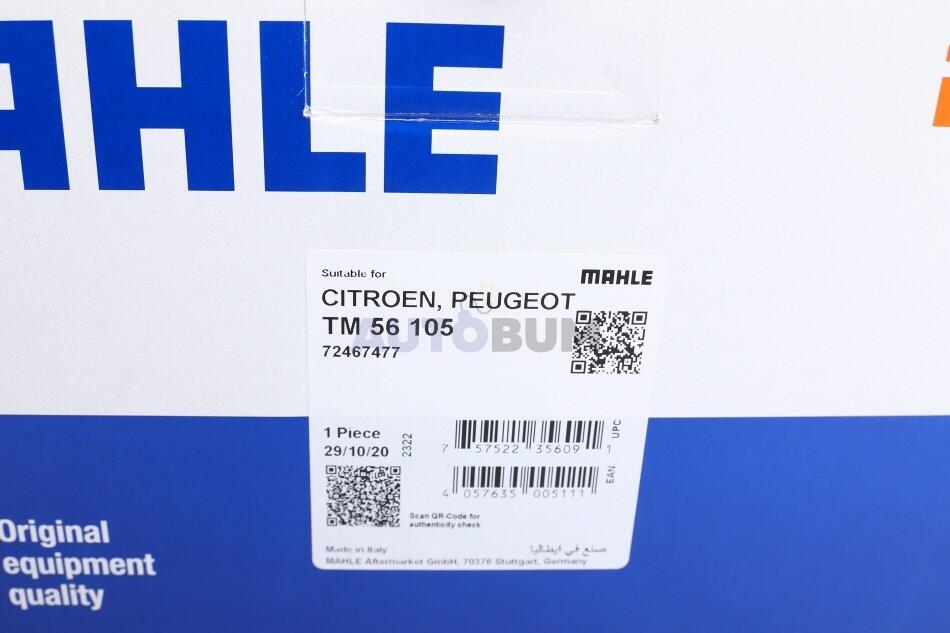 AHLE
Suitable for
MAHLE
CITROEN, PEUGEOT
TM 56 105
AUTOBUM
72467477
1 Piece
29/10/20
2322
7 57522 35609 1
UPC
4 057635 005111
EAN
Scan QR-Code for
authenticity check
Made in Italy
صنع في ايطاليا
MAHLE Aftermarket GmbH, 70376 Stuttgart, Germany
Original
equipment
quality